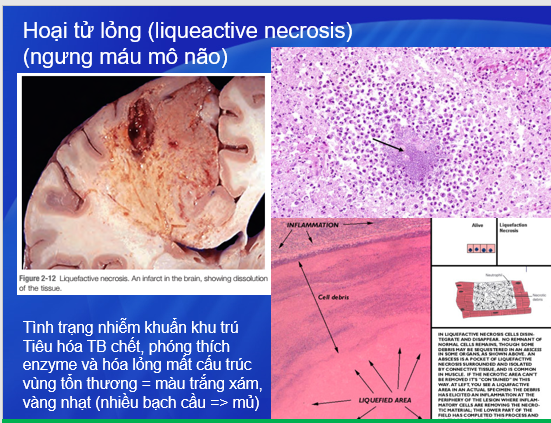 Hoại tử lỏng (liqueactive necrosis)
(ngưng máu mô não)
Figure 2-12 Liquefactive necrosis. An infarct in the brain, showing dissolution
of the tissue.
Tình trạng nhiễm khuẩn khu trú
Tiêu hóa TB chết, phóng thích
enzyme và hóa lỏng mất cấu trúc
vùng tổn thương = màu trắng xám,
vàng nhạt (nhiều bạch cầu => mủ)
INFLAMMATION
Cell debris
LIQUEFIED AREA
Alive
Liquefaction
Necrosis
Neutrophils
Necrotic
debris
IN LIQUEFACTIVE NECROSIS CELLS DISIN-
TEGRATE AND DISAPPEAR. NO REMNANT OF
NORMAL CELLS REMAINS, THOUGH SOME
DEBRIS MAY BE SEQUESTERED IN AN ABSCESS
IN SOME ORGANS, AS SHOWN ABOVE. AN
ABSCESS IS A POCKET OF LIQUEFACTIVE
NECROSIS SURROUNDED AND ISOLATED
BY CONNECTIVE TISSUE, AND IS COMMON
IN MUSCLE. IF THE NECROTIC AREA CAN'T
BE REMOVED IT'S "CONTAINED" IN THIS
WAY. AT LEFT, YOU SEE A LIQUEFACTIVE
AREA IN AN ACTUAL SPECIMEN: THE DEBRIS
HAS ELICITED AN INFLAMMATION AT THE
PERIPHERY OF THE LESION WHERE INFLAM-
MATORY CELLS ARE REMOVING THE NECRO-
TIC MATERIAL; THE LOWER PART OF THE
FIELD HAS COMPLETED THIS PROCESS AND